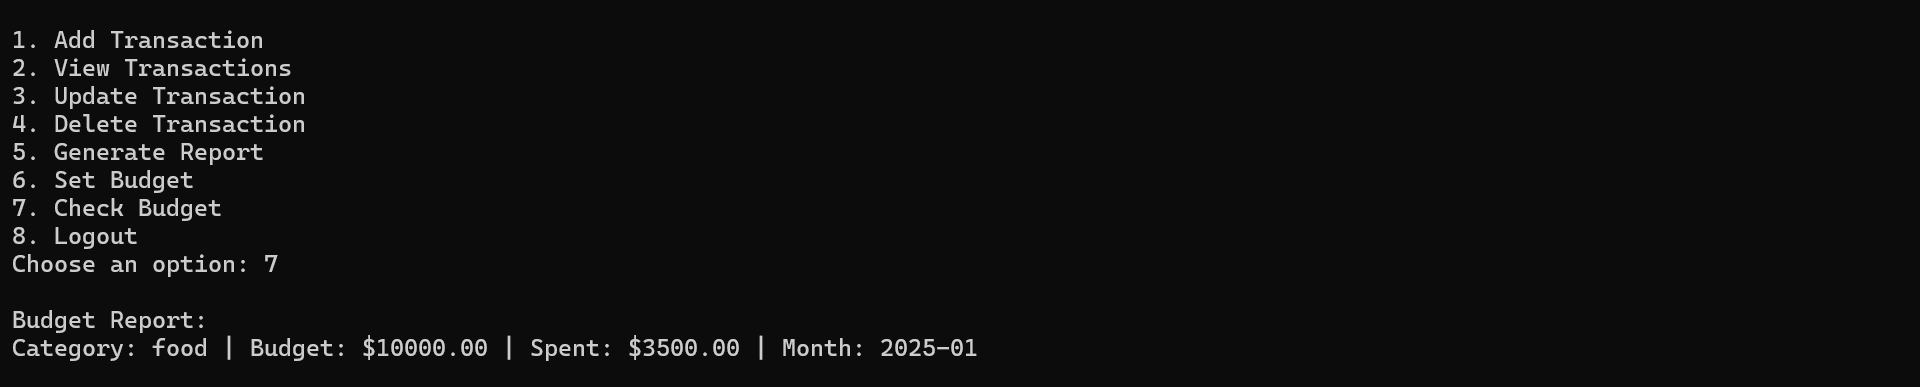 1. Add Transaction
2. View Transactions
3. Update Transaction
4. Delete Transaction
5. Generate Report
6. Set Budget
7. Check Budget
8. Logout
Choose an option: 7
Budget Report:
Category: food | Budget: $10000.00 | Spent: $3500.00 | Month: 2025-01